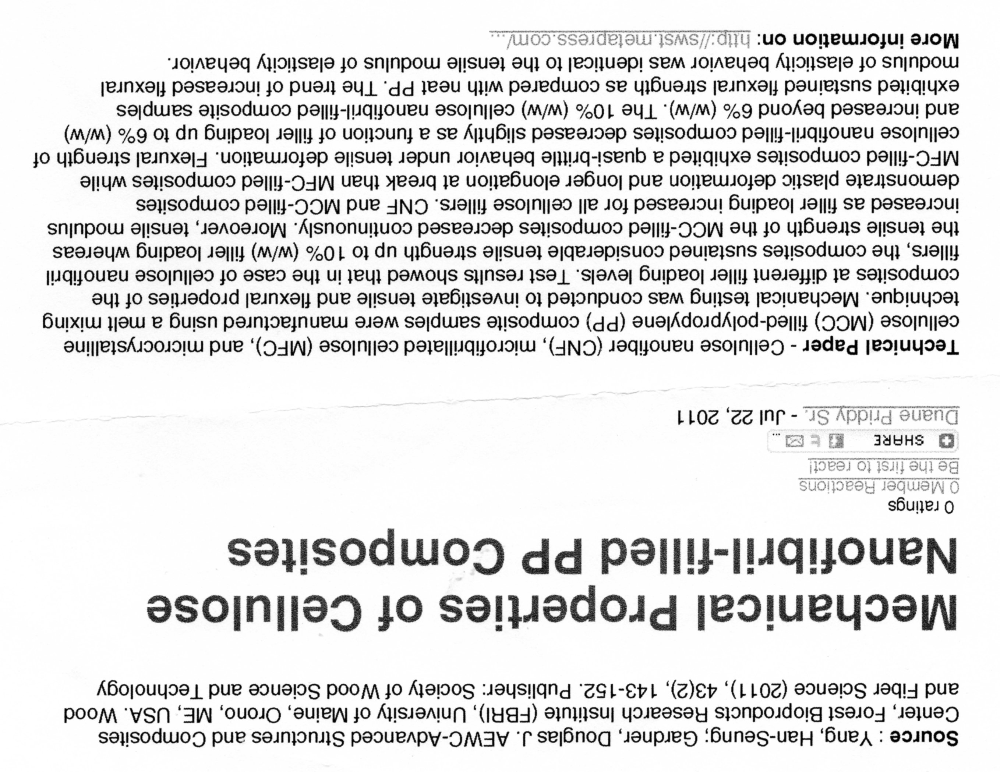 Source : Yang, Han-Seung; Gardner, Douglas J. AEWC-Advanced Structures and Composites
Center, Forest Bioproducts Research Institute (FBRI), University of Maine, Orono, ME, USA. Wood
and Fiber Science (2011), 43(2), 143-152. Publisher: Society of Wood Science and Technology
Mechanical Properties of Cellulose
Nanofibril-filled PP Composites
0 ratings
0 Member Reactions
Be the first to react!
SHARE ...
Duane Priddy Sr. - Jul 22, 2011
Technical Paper - Cellulose nanofiber (CNF), microfibrillated cellulose (MFC), and microcrystalline
cellulose (MCC) filled-polypropylene (PP) composite samples were manufactured using a melt mixing
technique. Mechanical testing was conducted to investigate tensile and flexural properties of the
composites at different filler loading levels. Test results showed that in the case of cellulose nanofibril
fillers, the composites sustained considerable tensile strength up to 10% (w/w) filler loading whereas
the tensile strength of the MCC-filled composites decreased continuously. Moreover, tensile modulus
increased as filler loading increased for all cellulose fillers. CNF and MCC-filled composites
demonstrate plastic deformation and longer elongation at break than MFC-filled composites while
MFC-filled composites exhibited a quasi-brittle behavior under tensile deformation. Flexural strength of
cellulose nanofibril-filled composites decreased slightly as a function of filler loading up to 6% (w/w)
and increased beyond 6% (w/w). The 10% (w/w) cellulose nanofibril-filled composite samples
exhibited sustained flexural strength as compared with neat PP. The trend of increased flexural
modulus of elasticity behavior was identical to the tensile modulus of elasticity behavior.
More information on: http://swst.metapress.com/...